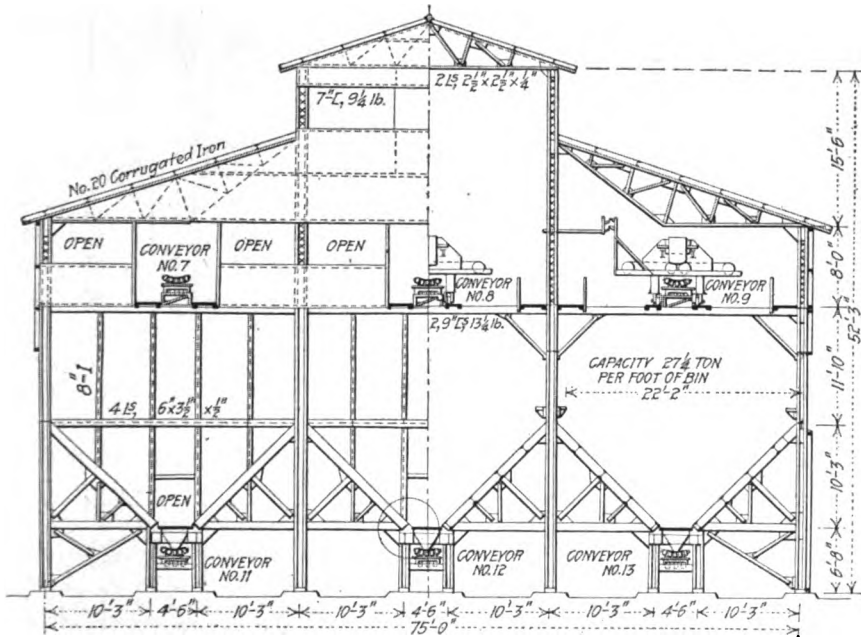 2 Ls, 2½" x 2½" x ¼"
7" [, 9¼ lb.
No. 20 Corrugated Iron
15'-6"
OPEN
CONVEYOR
NO. 7
OPEN
OPEN
CONVEYOR
NO. 8
CONVEYOR
NO. 9
8'-0"
52'-3"
2, 9" [s 13¼ lb.
8" I
CAPACITY 27¼ TON
PER FOOT OF BIN
22'-2"
11'-10"
4 Ls, 6" x 3½" x ½"
10'-3"
OPEN
CONVEYOR
NO. 11
CONVEYOR
NO. 12
CONVEYOR
NO. 13
6'-8"
10'-3" 4'-6" 10'-3" 10'-3" 4'-6" 10'-3" 10'-3" 4'-6" 10'-3"
75'-0"